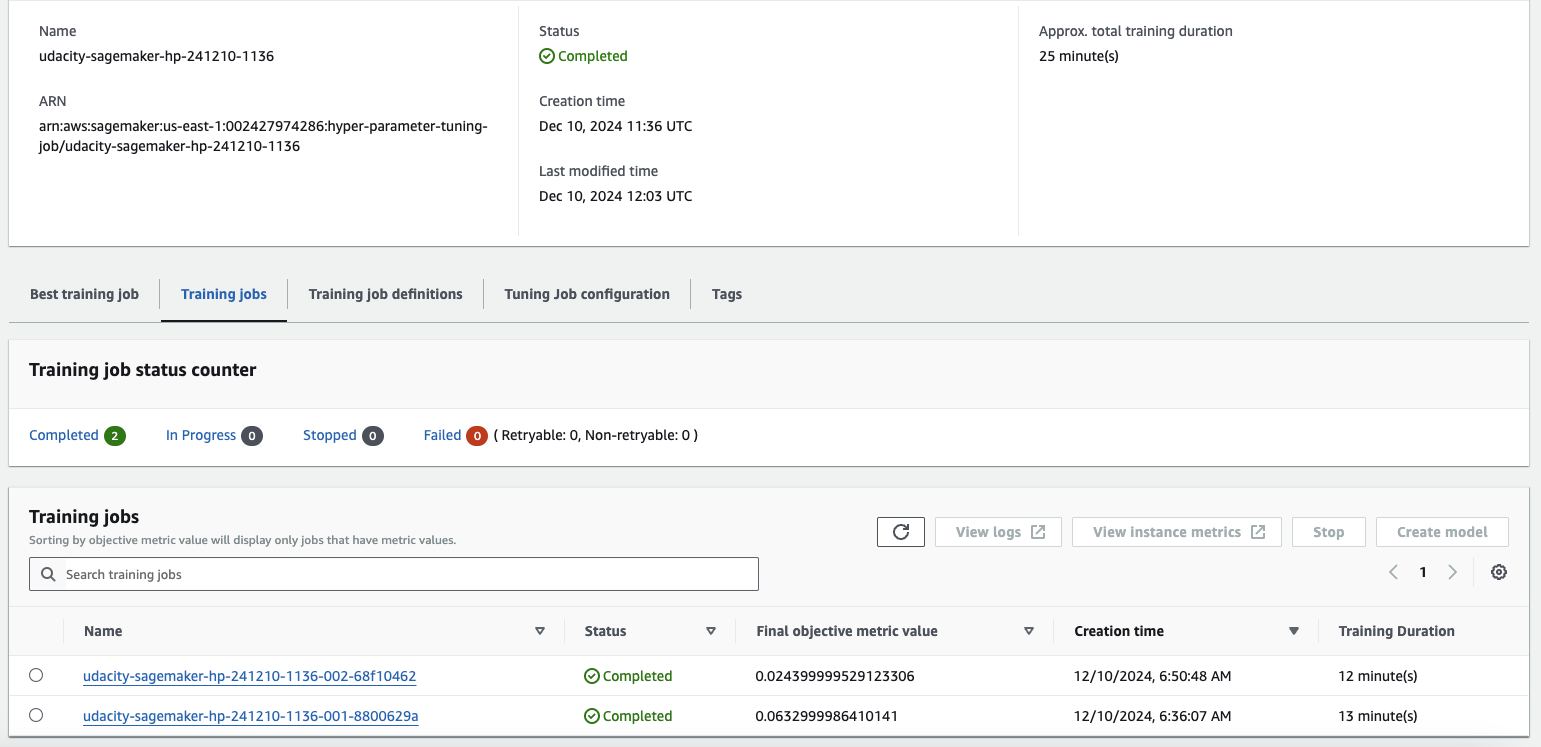 Name
udacity-sagemaker-hp-241210-1136
ARN
arn:aws:sagemaker:us-east-1:002427974286:hyper-parameter-tuning-
job/udacity-sagemaker-hp-241210-1136
Status
Completed
Creation time
Dec 10, 2024 11:36 UTC
Last modified time
Dec 10, 2024 12:03 UTC
Approx. total training duration
25 minute(s)
Best training job Training jobs Training job definitions Tuning Job configuration Tags
Training job status counter
Completed 2 In Progress 0 Stopped 0 Failed 0 ( Retryable: 0, Non-retryable: 0 )
Training jobs
Sorting by objective metric value will display only jobs that have metric values.
View logs View instance metrics Stop Create model
Search training jobs
1
Name Status Final objective metric value Creation time Training Duration
udacity-sagemaker-hp-241210-1136-002-68f10462 Completed 0.024399999529123306 12/10/2024, 6:50:48 AM 12 minute(s)
udacity-sagemaker-hp-241210-1136-001-8800629a Completed 0.0632999986410141 12/10/2024, 6:36:07 AM 13 minute(s)